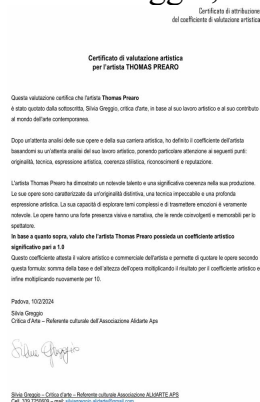 Certificato di attribuzione
del coefficiente di valutazione artistica
Certificato di valutazione artistica
per l'artista THOMAS PREARO
Questa valutazione certifica che l'artista Thomas Prearo
è stato quotato dalla sottoscritta, Silvia Greggio, critica d'arte, in base al suo lavoro artistico e al suo contributo
al mondo dell'arte contemporanea.
Dopo un'attenta analisi delle sue opere e della sua carriera artistica, ho definito il coefficiente dell'artista
basandomi su un'attenta analisi del suo lavoro artistico, ponendo particolare attenzione ai seguenti punti:
originalità, tecnica, espressione artistica, coerenza stilistica, riconoscimenti e reputazione.
L'artista Thomas Prearo ha dimostrato un notevole talento e una significativa coerenza nella sua produzione.
Le sue opere sono caratterizzate da un'originalità distintiva, una tecnica impeccabile e una profonda
espressione artistica. La sua capacità di esplorare temi complessi e di trasmettere emozioni è veramente
notevole. Le opere hanno una forte presenza visiva e narrativa, che le rende coinvolgenti e memorabili per lo
spettatore.
In base a quanto sopra, valuto che l'artista Thomas Prearo possieda un coefficiente artistico
significativo pari a 1.0
Questo coefficiente attesta il valore artistico e commerciale dell'artista e permette di quotare le opere secondo
questa formula: somma della base e dell'altezza dell'opera moltiplicando il risultato per il coefficiente artistico e
infine moltiplicando nuovamente per 10.
Padova, 10/2/2024
Silvia Greggio
Critica d'Arte – Referente culturale dell'Associazione Alidarte Aps
Silvia Greggio
Silvia Greggio – Critica d'arte – Referente culturale Associazione ALIDARTE APS